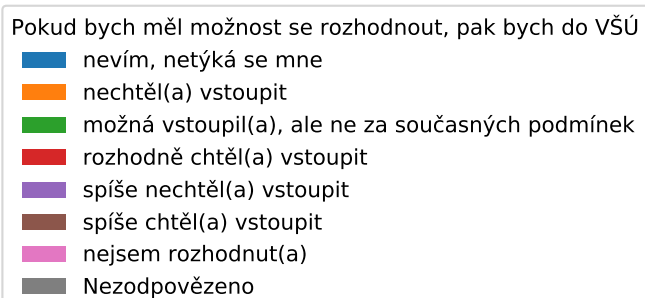 Pokud bych měl možnost se rozhodnout, pak bych do VŠÚ
nevím, netýká se mne
nechtěl(a) vstoupit
možná vstoupil(a), ale ne za současných podmínek
rozhodně chtěl(a) vstoupit
spíše nechtěl(a) vstoupit
spíše chtěl(a) vstoupit
nejsem rozhodnut(a)
Nezodpovězeno